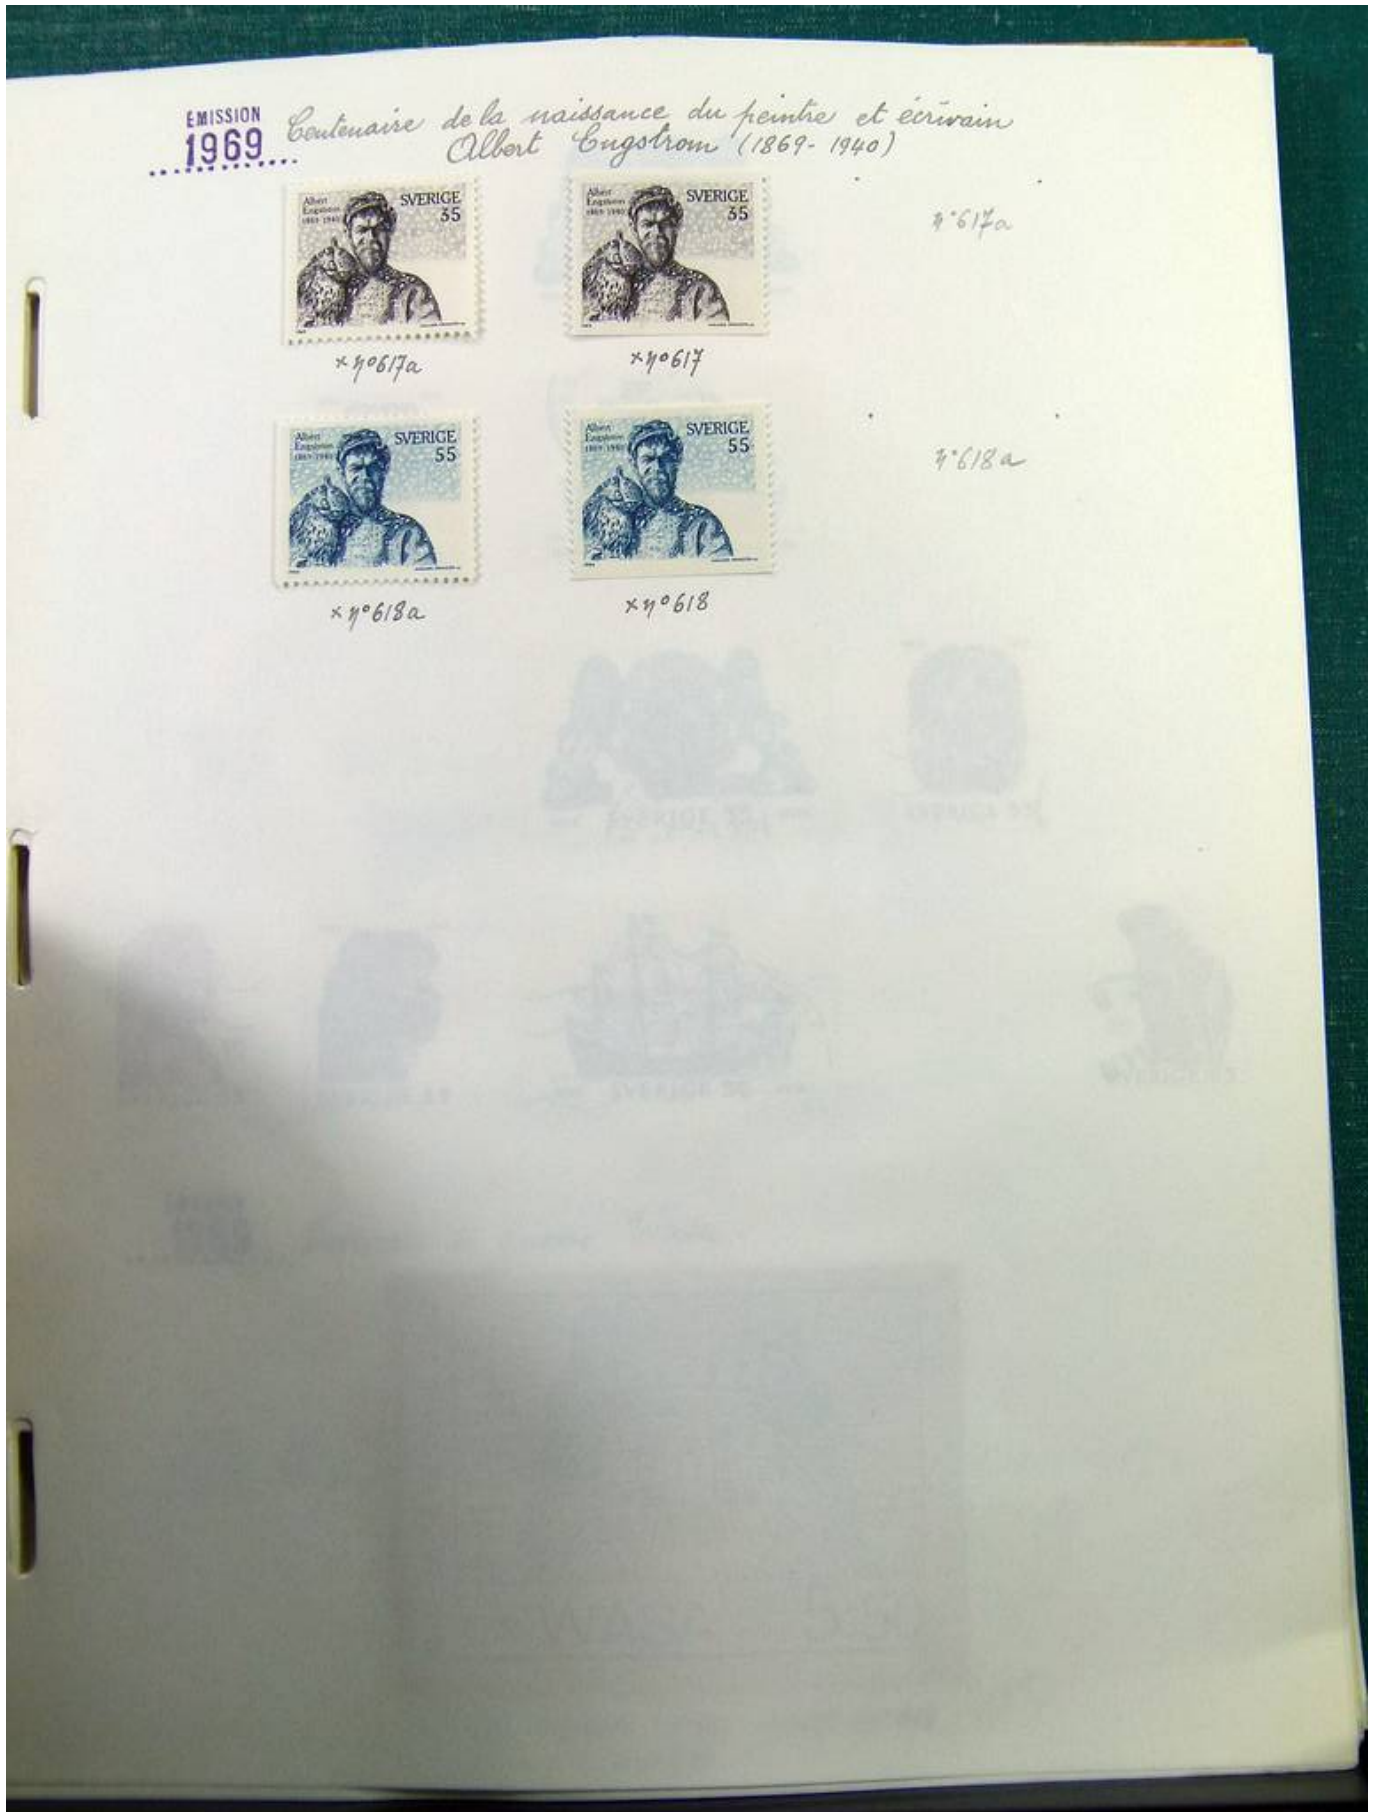 ÉMISSION
1969
Centenaire de la naissance du peintre et écrivain
Albert Engstrom (1869-1940)
Albert
Engström
1869-1940
SVERIGE
35
Albert
Engström
1869-1940
SVERIGE
35
n°617a
x n°617a
x n°617
Albert
Engström
1869-1940
SVERIGE
55
Albert
Engström
1869-1940
SVERIGE
55
n°618a
x n°618a
x n°618